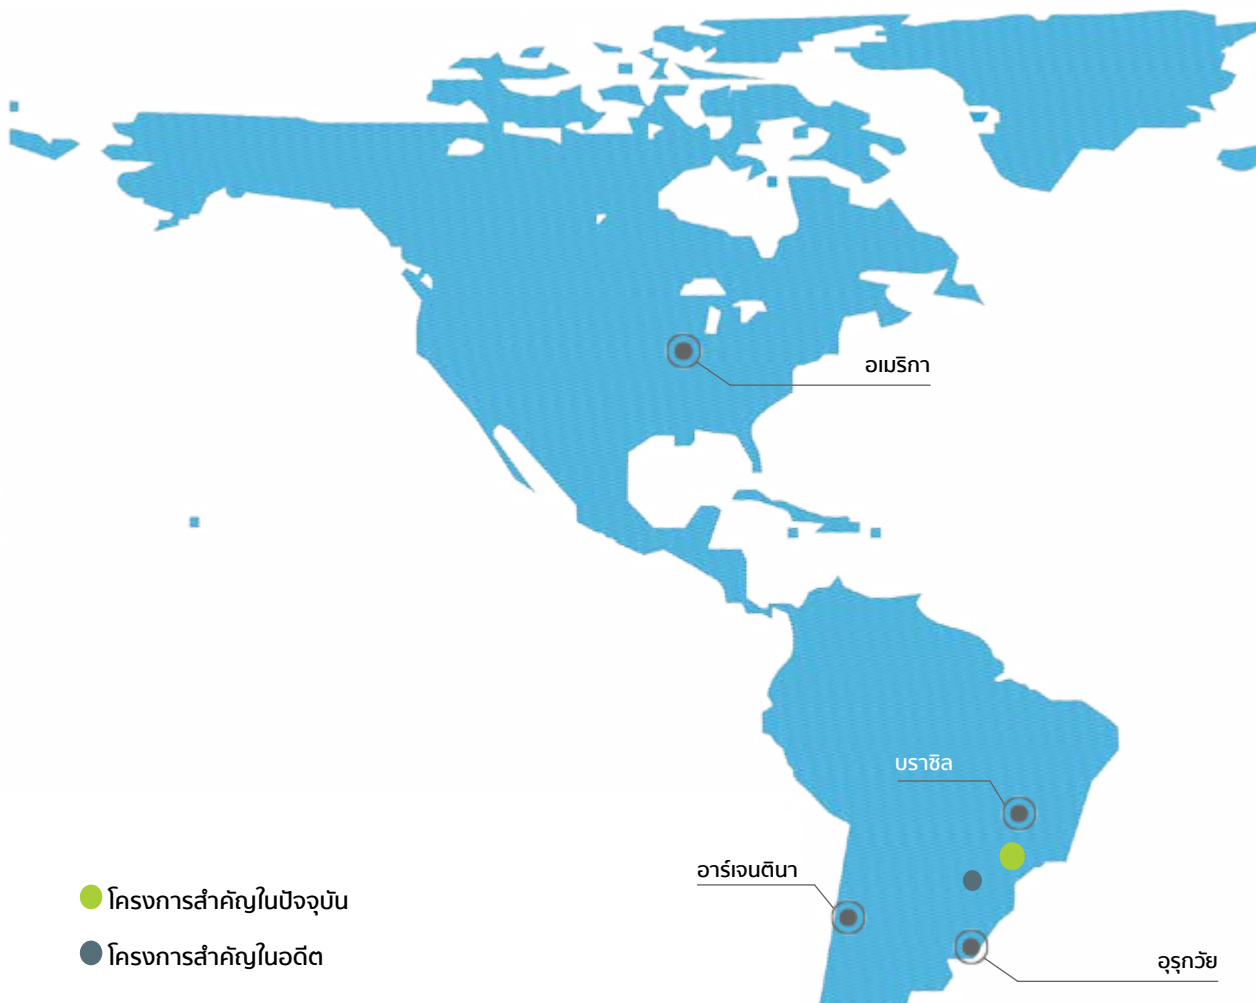 อเมริกา
บราซิล
อาร์เจนตินา
โครงการสำคัญในปัจจุบัน
โครงการสำคัญในอดีต
อุรุกวัย